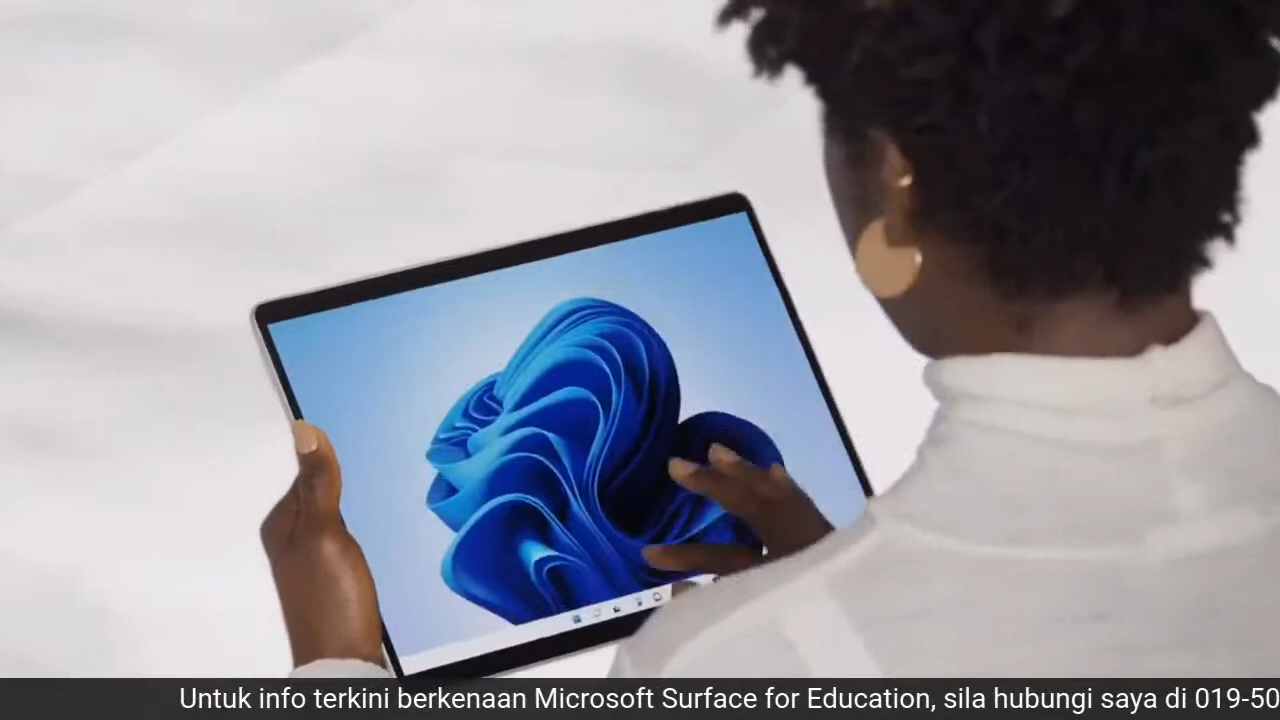 Untuk info terkini berkenaan Microsoft Surface for Education, sila hubungi saya di 019-50